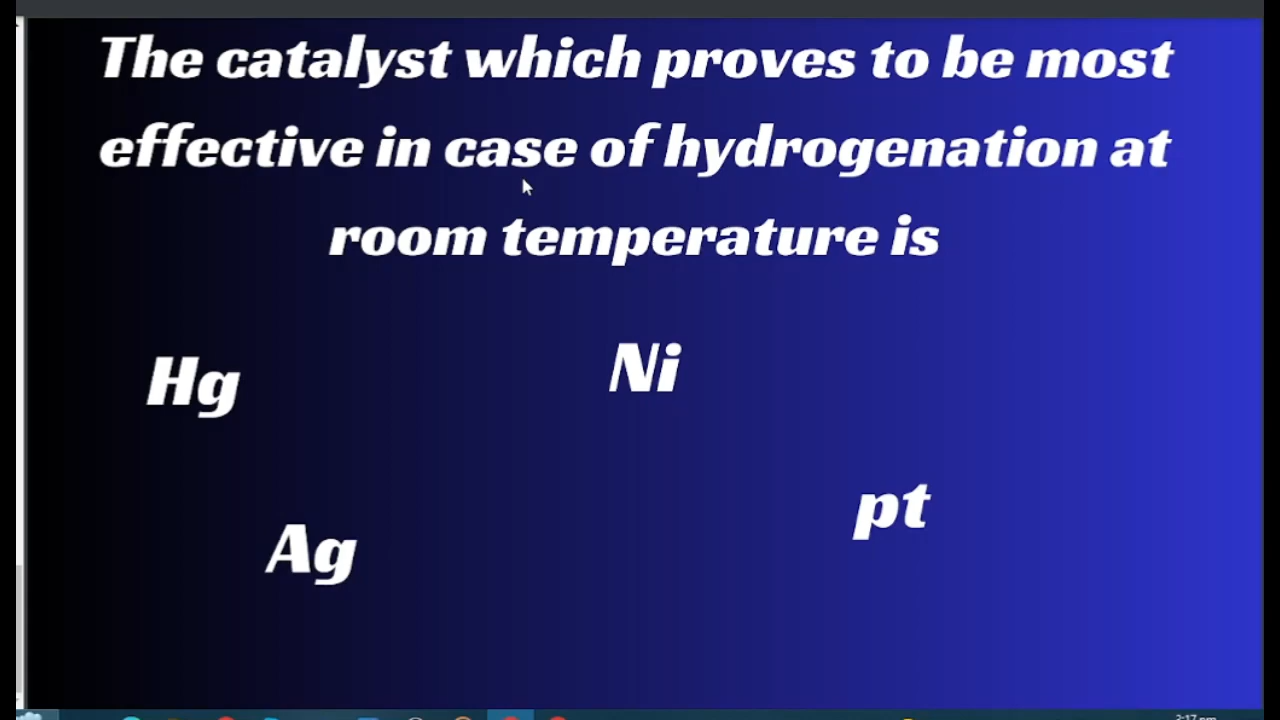 The catalyst which proves to be most
effective in case of hydrogenation at
room temperature is
Hg
Ni
pt
Ag